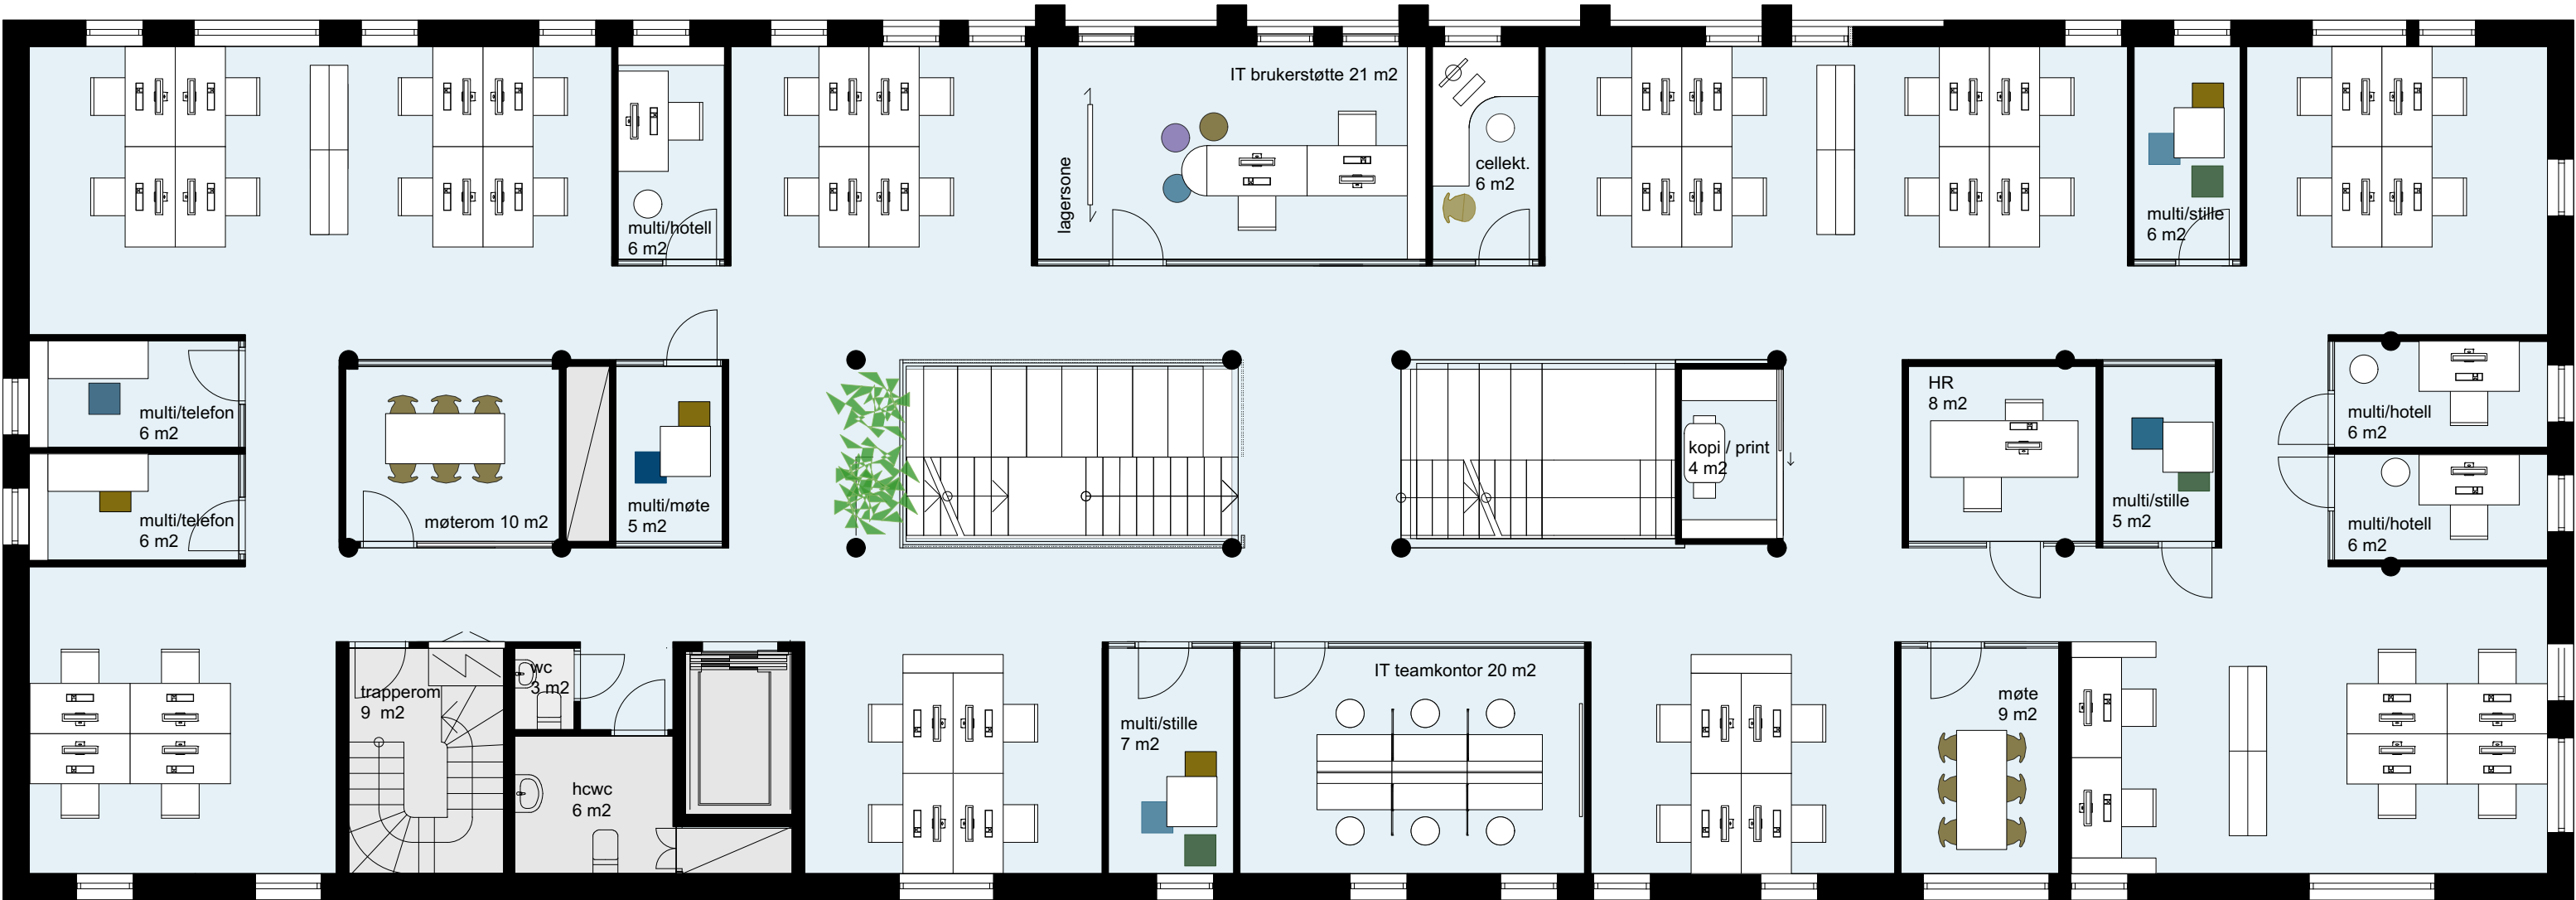 IT brukerstøtte 21 m2
lagersone
cellekt.
6 m2
multi/hotell
6 m2
multi/stille
6 m2
multi/telefon
6 m2
multi/telefon
6 m2
møterom 10 m2
multi/møte
5 m2
kopi / print
4 m2
HR
8 m2
multi/stille
5 m2
multi/hotell
6 m2
multi/hotell
6 m2
trapperom
9 m2
wc
3 m2
hcwc
6 m2
multi/stille
7 m2
IT teamkontor 20 m2
møte
9 m2